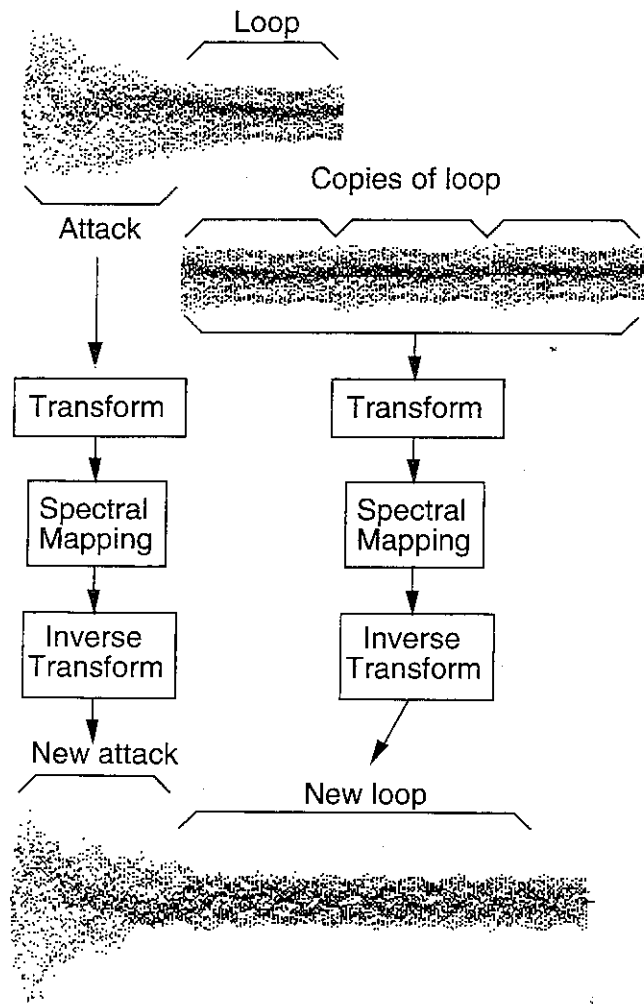 Loop
Copies of loop
Attack
Transform
Transform
Spectral
Mapping
Spectral
Mapping
Inverse
Transform
Inverse
Transform
New attack
New loop